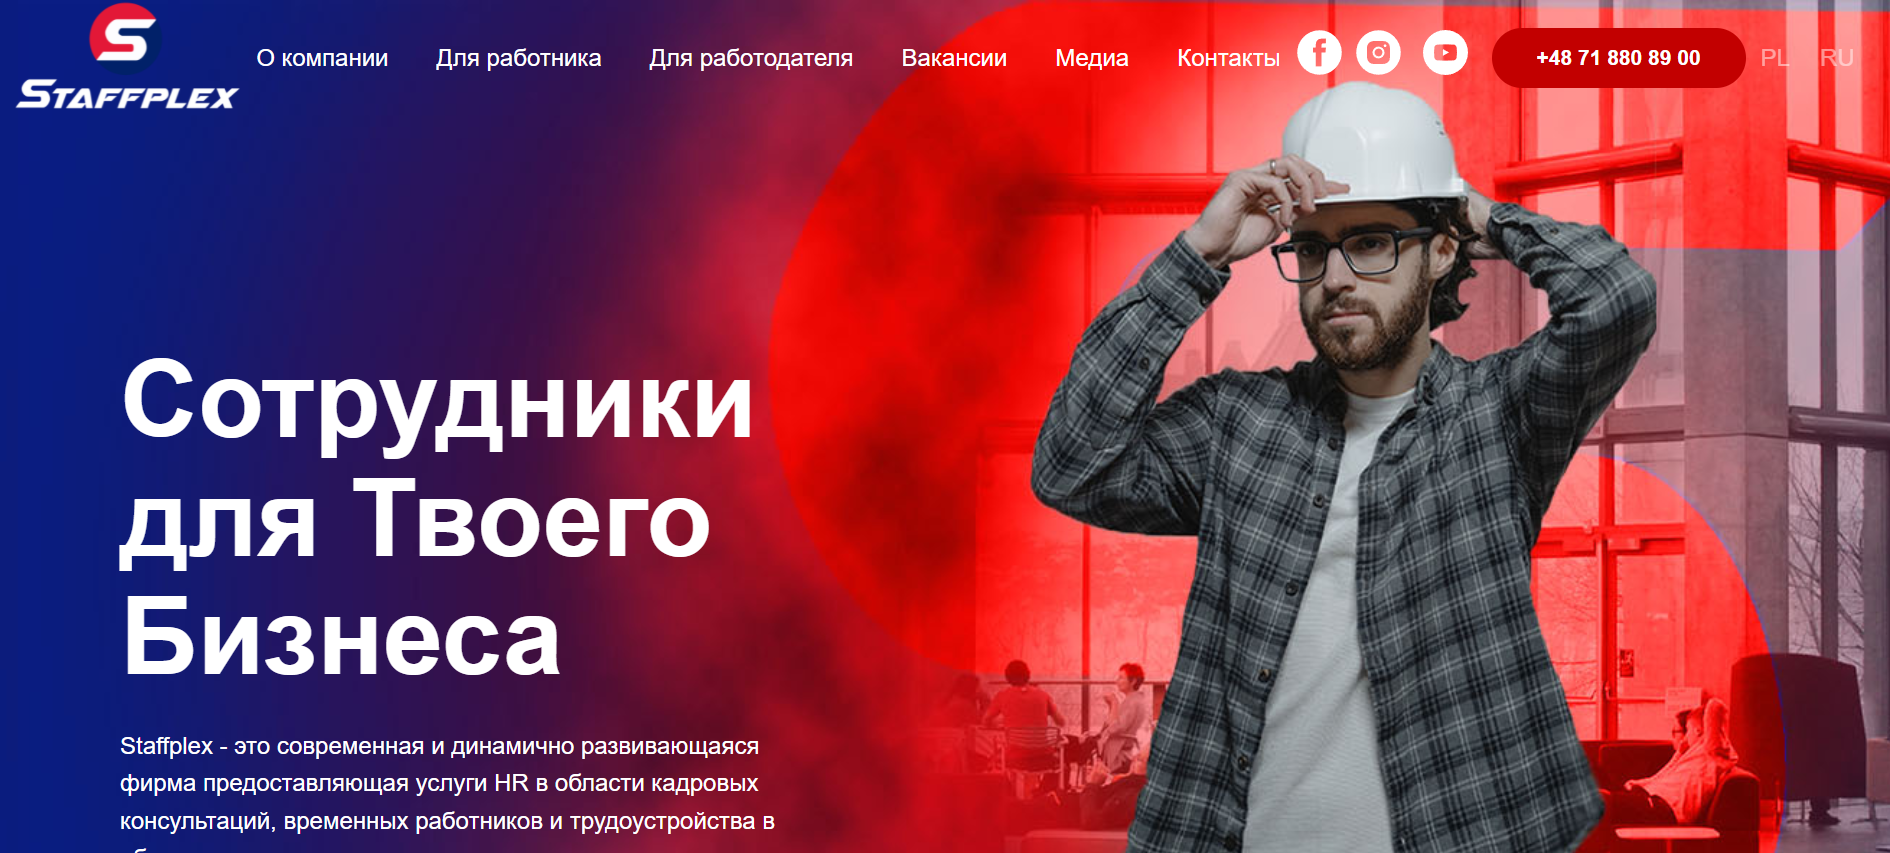 S
STAFFPLEX
О компании Для работника Для работодателя Вакансии Медиа Контакты +48 71 880 89 00 PL RU
Сотрудники
для Твоего
Бизнеса
Staffplex - это современная и динамично развивающаяся
фирма предоставляющая услуги HR в области кадровых
консультаций, временных работников и трудоустройства в